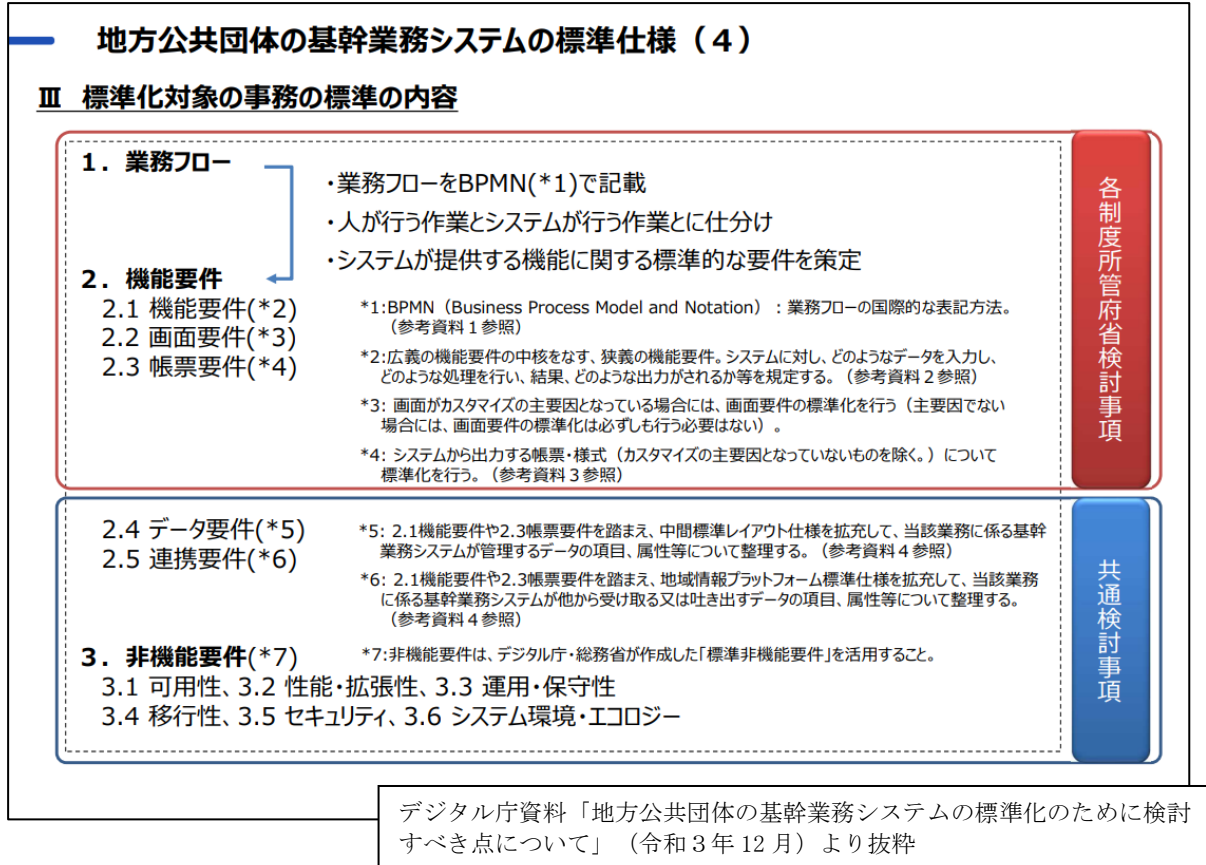 地方公共団体の基幹業務システムの標準仕様（４）
Ⅲ 標準化対象の事務の標準の内容
１．業務フロー
・業務フローをBPMN(*1)で記載
・人が行う作業とシステムが行う作業とに仕分け
・システムが提供する機能に関する標準的な要件を策定
２．機能要件
2.1 機能要件(*2)
2.2 画面要件(*3)
2.3 帳票要件(*4)
*1:BPMN（Business Process Model and Notation）：業務フローの国際的な表記方法。
（参考資料１参照）
*2:広義の機能要件の中核をなす、狭義の機能要件。システムに対し、どのようなデータを入力し、
どのような処理を行い、結果、どのような出力がされるか等を規定する。（参考資料２参照）
*3: 画面がカスタマイズの主要因となっている場合には、画面要件の標準化を行う（主要因でない
場合には、画面要件の標準化は必ずしも行う必要はない）。
*4: システムから出力する帳票・様式（カスタマイズの主要因となっていないものを除く。）について
標準化を行う。（参考資料３参照）
各制度所管府省検討事項
2.4 データ要件(*5)
2.5 連携要件(*6)
*5: 2.1機能要件や2.3帳票要件を踏まえ、中間標準レイアウト仕様を拡充して、当該業務に係る基幹
業務システムが管理するデータの項目、属性等について整理する。（参考資料４参照）
*6: 2.1機能要件や2.3帳票要件を踏まえ、地域情報プラットフォーム標準仕様を拡充して、当該業務
に係る基幹業務システムが他から受け取る又は吐き出すデータの項目、属性等について整理する。
（参考資料４参照）
３．非機能要件(*7)
*7:非機能要件は、デジタル庁・総務省が作成した「標準非機能要件」を活用すること。
3.1 可用性、3.2 性能・拡張性、3.3 運用・保守性
3.4 移行性、3.5 セキュリティ、3.6 システム環境・エコロジー
共通検討事項
デジタル庁資料「地方公共団体の基幹業務システムの標準化のために検討
すべき点について」（令和３年 12 月）より抜粋